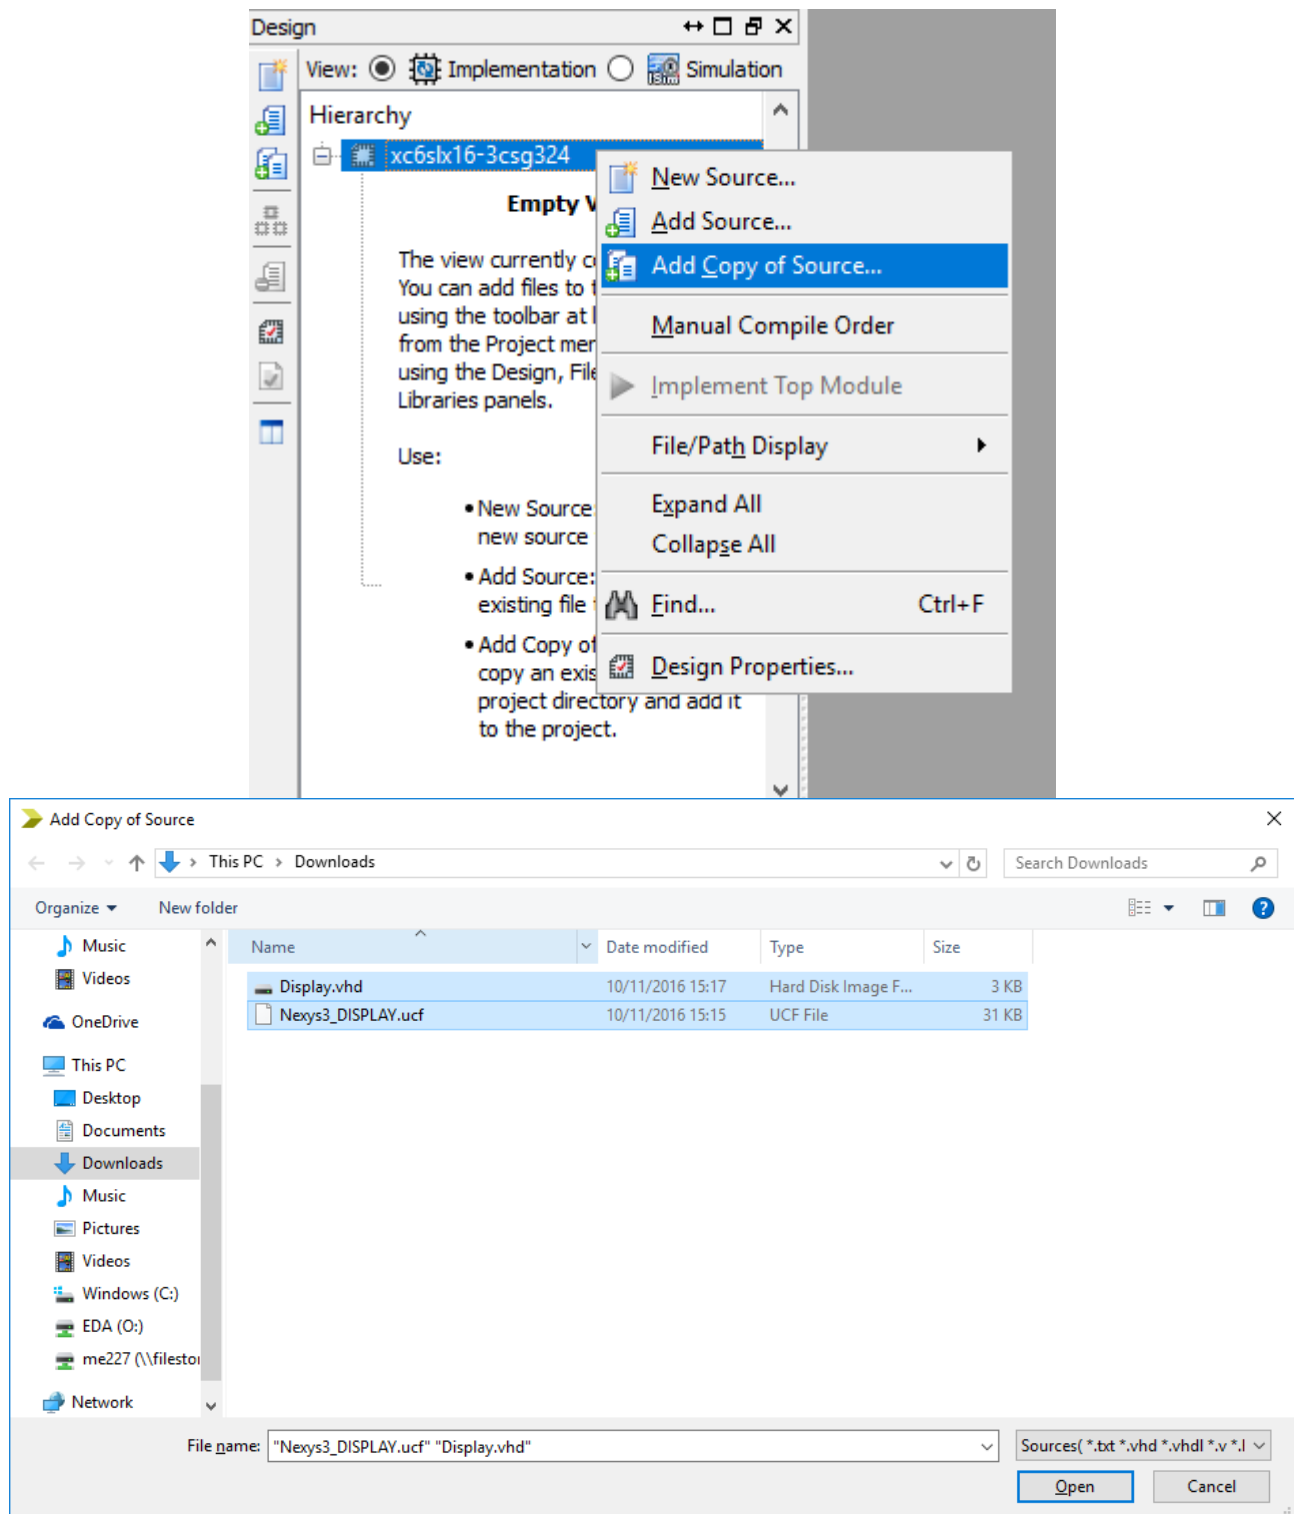 Design
View: Implementation Simulation
Hierarchy
xc6slx16-3csg324
Empty V
The view currently c
You can add files to t
using the toolbar at l
from the Project mer
using the Design, File
Libraries panels.
Use:
• New Source:
new source
• Add Source:
existing file
• Add Copy of
copy an exis
project directory and add it
to the project.
New Source...
Add Source...
Add Copy of Source...
Manual Compile Order
Implement Top Module
File/Path Display
Expand All
Collapse All
Find... Ctrl+F
Design Properties...
Add Copy of Source
This PC > Downloads
Search Downloads
Organize New folder
Name Date modified Type Size
Display.vhd 10/11/2016 15:17 Hard Disk Image F... 3 KB
Nexys3_DISPLAY.ucf 10/11/2016 15:15 UCF File 31 KB
Music
Videos
OneDrive
This PC
Desktop
Documents
Downloads
Music
Pictures
Videos
Windows (C:)
EDA (O:)
me227 (\\filestor
Network
File name: "Nexys3_DISPLAY.ucf" "Display.vhd"
Sources( *.txt *.vhd *.vhdl *.v *.l
Open Cancel